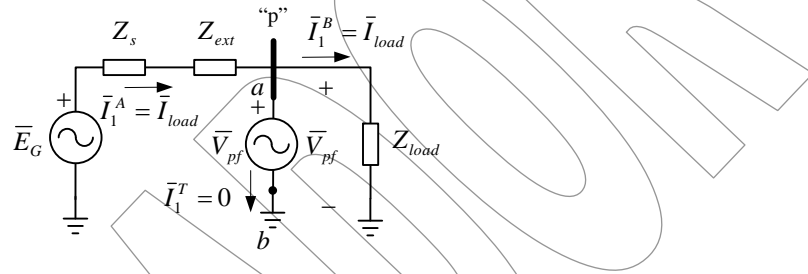 “p”
Z_s
Z_ext
Ī_1^B = Ī_load
a
+
+
+
Ī_1^A = Ī_load
Ē_G
V̄_pf
V̄_pf
Z_load
Ī_1^T = 0
−
b